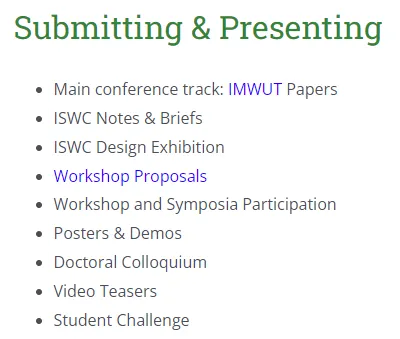 Submitting & Presenting
Main conference track: IMWUT Papers
ISWC Notes & Briefs
ISWC Design Exhibition
Workshop Proposals
Workshop and Symposia Participation
Posters & Demos
Doctoral Colloquium
Video Teasers
Student Challenge